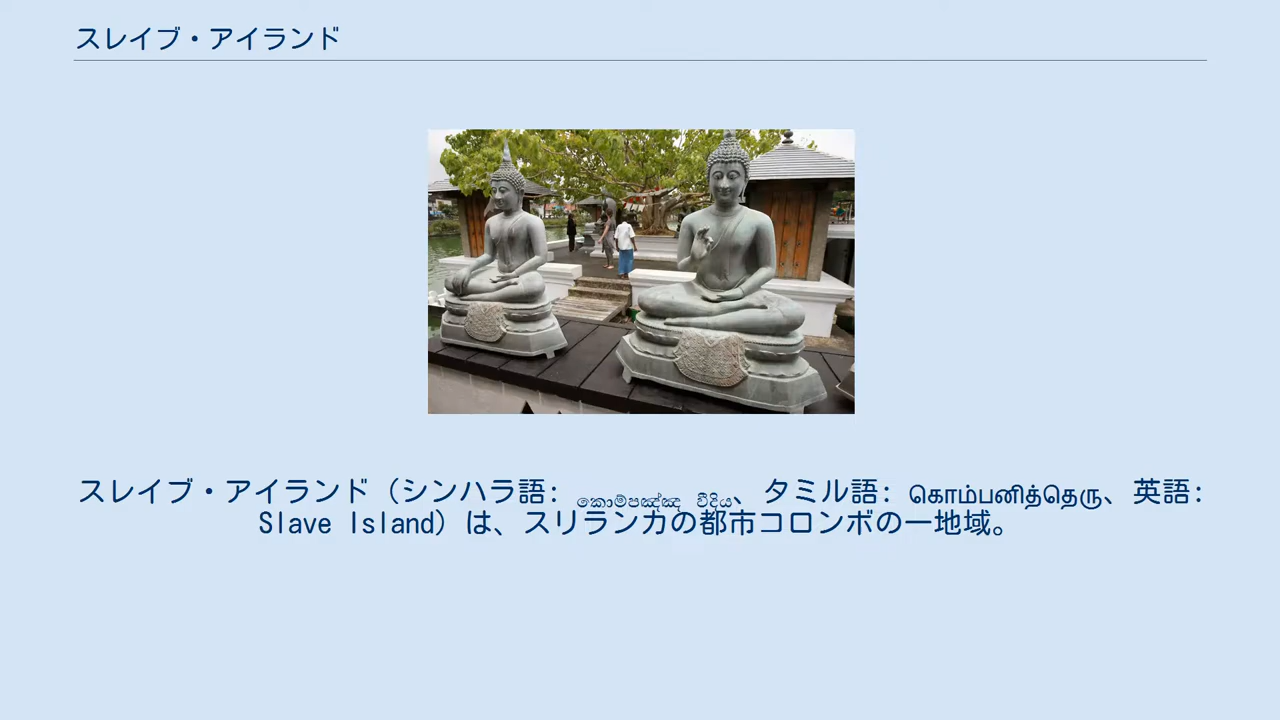 スレイブ・アイランド
スレイブ・アイランド（シンハラ語: කොම්පඤ්ඤ වීදිය、タミル語: கொம்பனித்தெரு、英語:
Slave Island）は、スリランカの都市コロンボの一地域。